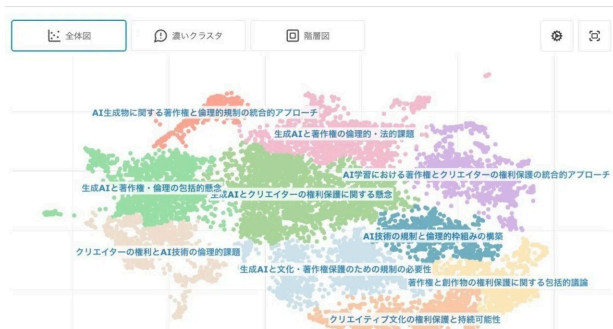 全体図
濃いクラスタ
階層図
AI生成物に関する著作権と倫理的規制の統合的アプローチ
生成AIと著作権の倫理的・法的課題
AI学習における著作権とクリエイターの権利保護の統合的アプローチ
生成AIと著作権・倫理の包括的懸念
生成AIとクリエイターの権利保護に関する懸念
AI技術の規制と倫理的枠組みの構築
クリエイターの権利とAI技術の倫理的課題
生成AIと文化・著作権保護のための規制の必要性
著作権と創作物の権利保護に関する包括的議論
クリエイティブ文化の権利保護と持続可能性